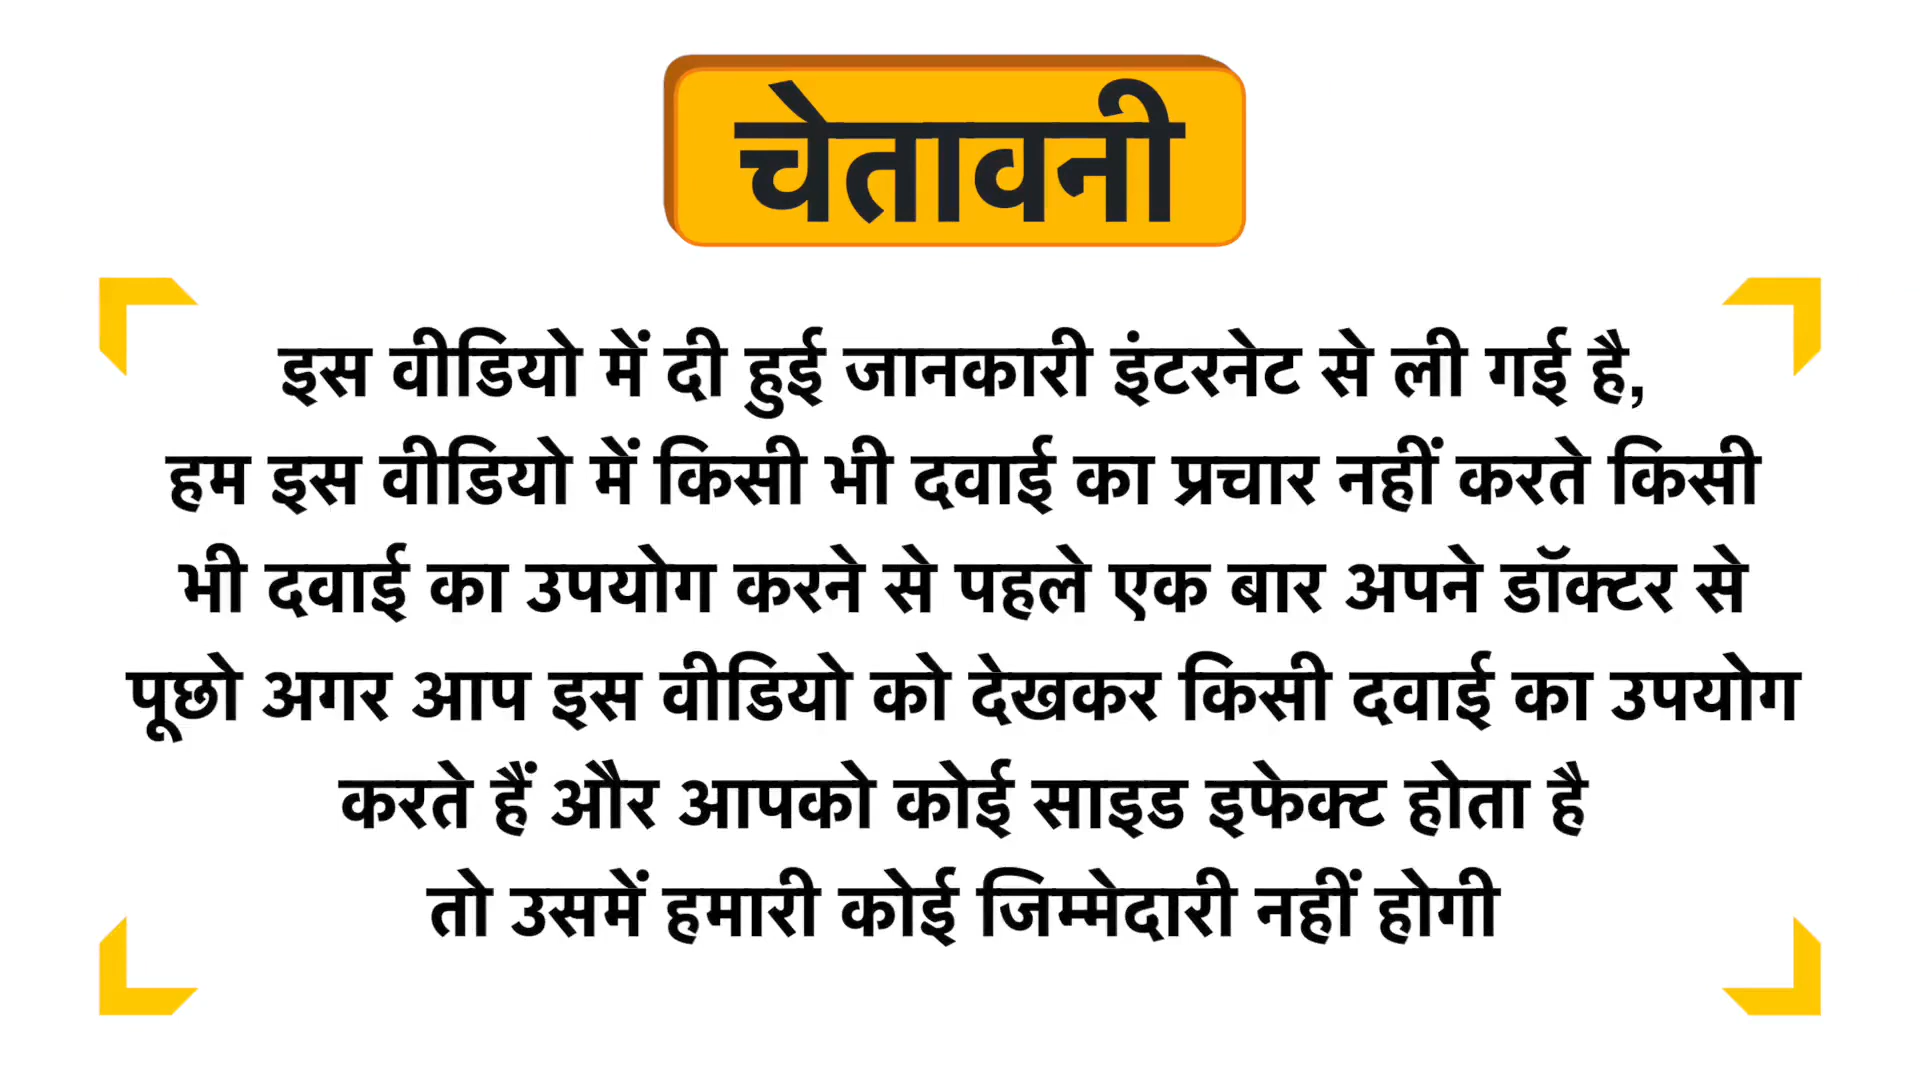 चेतावनी
इस वीडियो में दी हुई जानकारी इंटरनेट से ली गई है,
हम इस वीडियो में किसी भी दवाई का प्रचार नहीं करते किसी
भी दवाई का उपयोग करने से पहले एक बार अपने डॉक्टर से
पूछो अगर आप इस वीडियो को देखकर किसी दवाई का उपयोग
करते हैं और आपको कोई साइड इफेक्ट होता है
तो उसमें हमारी कोई जिम्मेदारी नहीं होगी